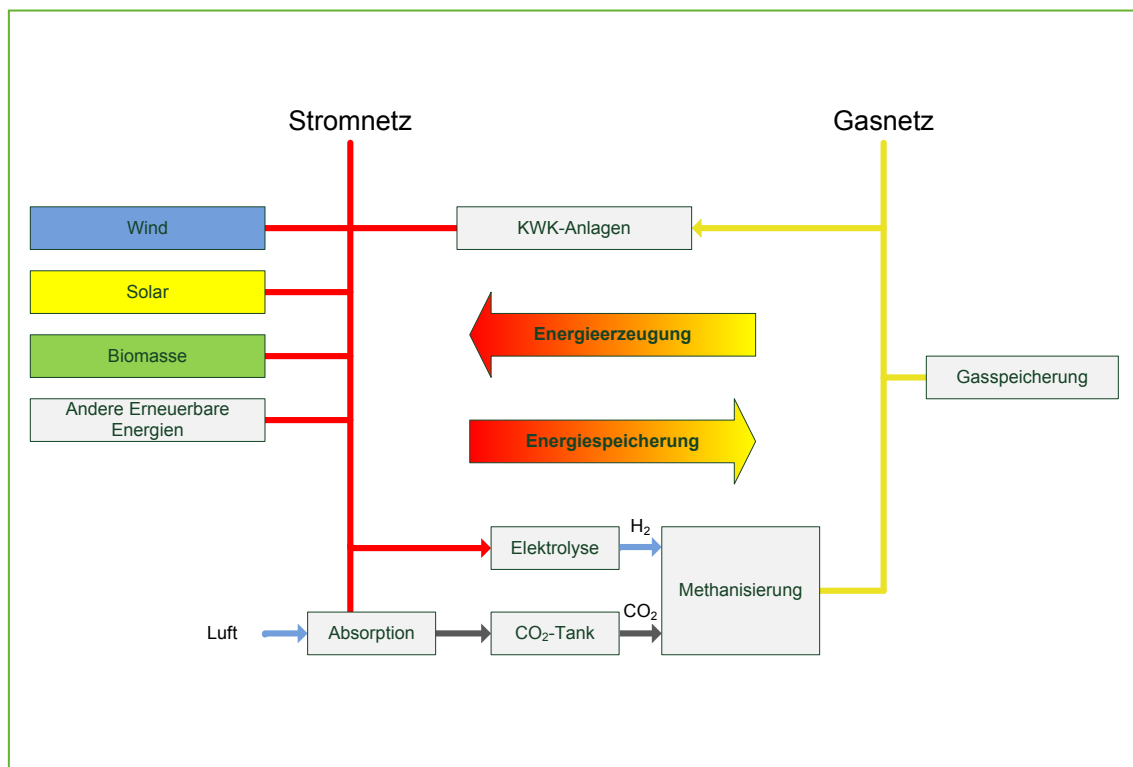 Stromnetz
Gasnetz
Wind
KWK-Anlagen
Solar
Energieerzeugung
Biomasse
Gasspeicherung
Andere Erneuerbare
Energien
Energiespeicherung
H₂
Elektrolyse
Methanisierung
CO₂
Luft
Absorption
CO₂-Tank